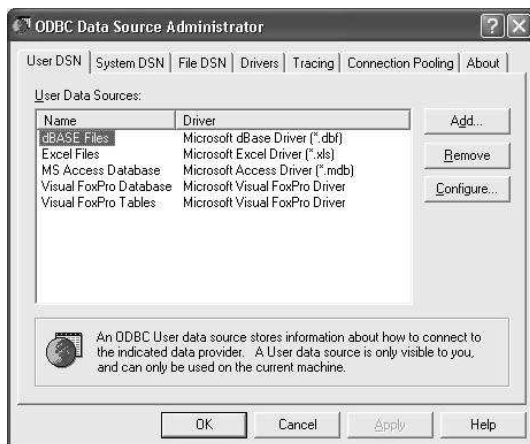 ODBC Data Source Administrator
User DSN System DSN File DSN Drivers Tracing Connection Pooling About
User Data Sources:
Name Driver
dBASE Files Microsoft dBase Driver (*.dbf)
Excel Files Microsoft Excel Driver (*.xls)
MS Access Database Microsoft Access Driver (*.mdb)
Visual FoxPro Database Microsoft Visual FoxPro Driver
Visual FoxPro Tables Microsoft Visual FoxPro Driver
Add...
Remove
Configure...
An ODBC User data source stores information about how to connect to
the indicated data provider. A User data source is only visible to you,
and can only be used on the current machine.
OK Cancel Apply Help